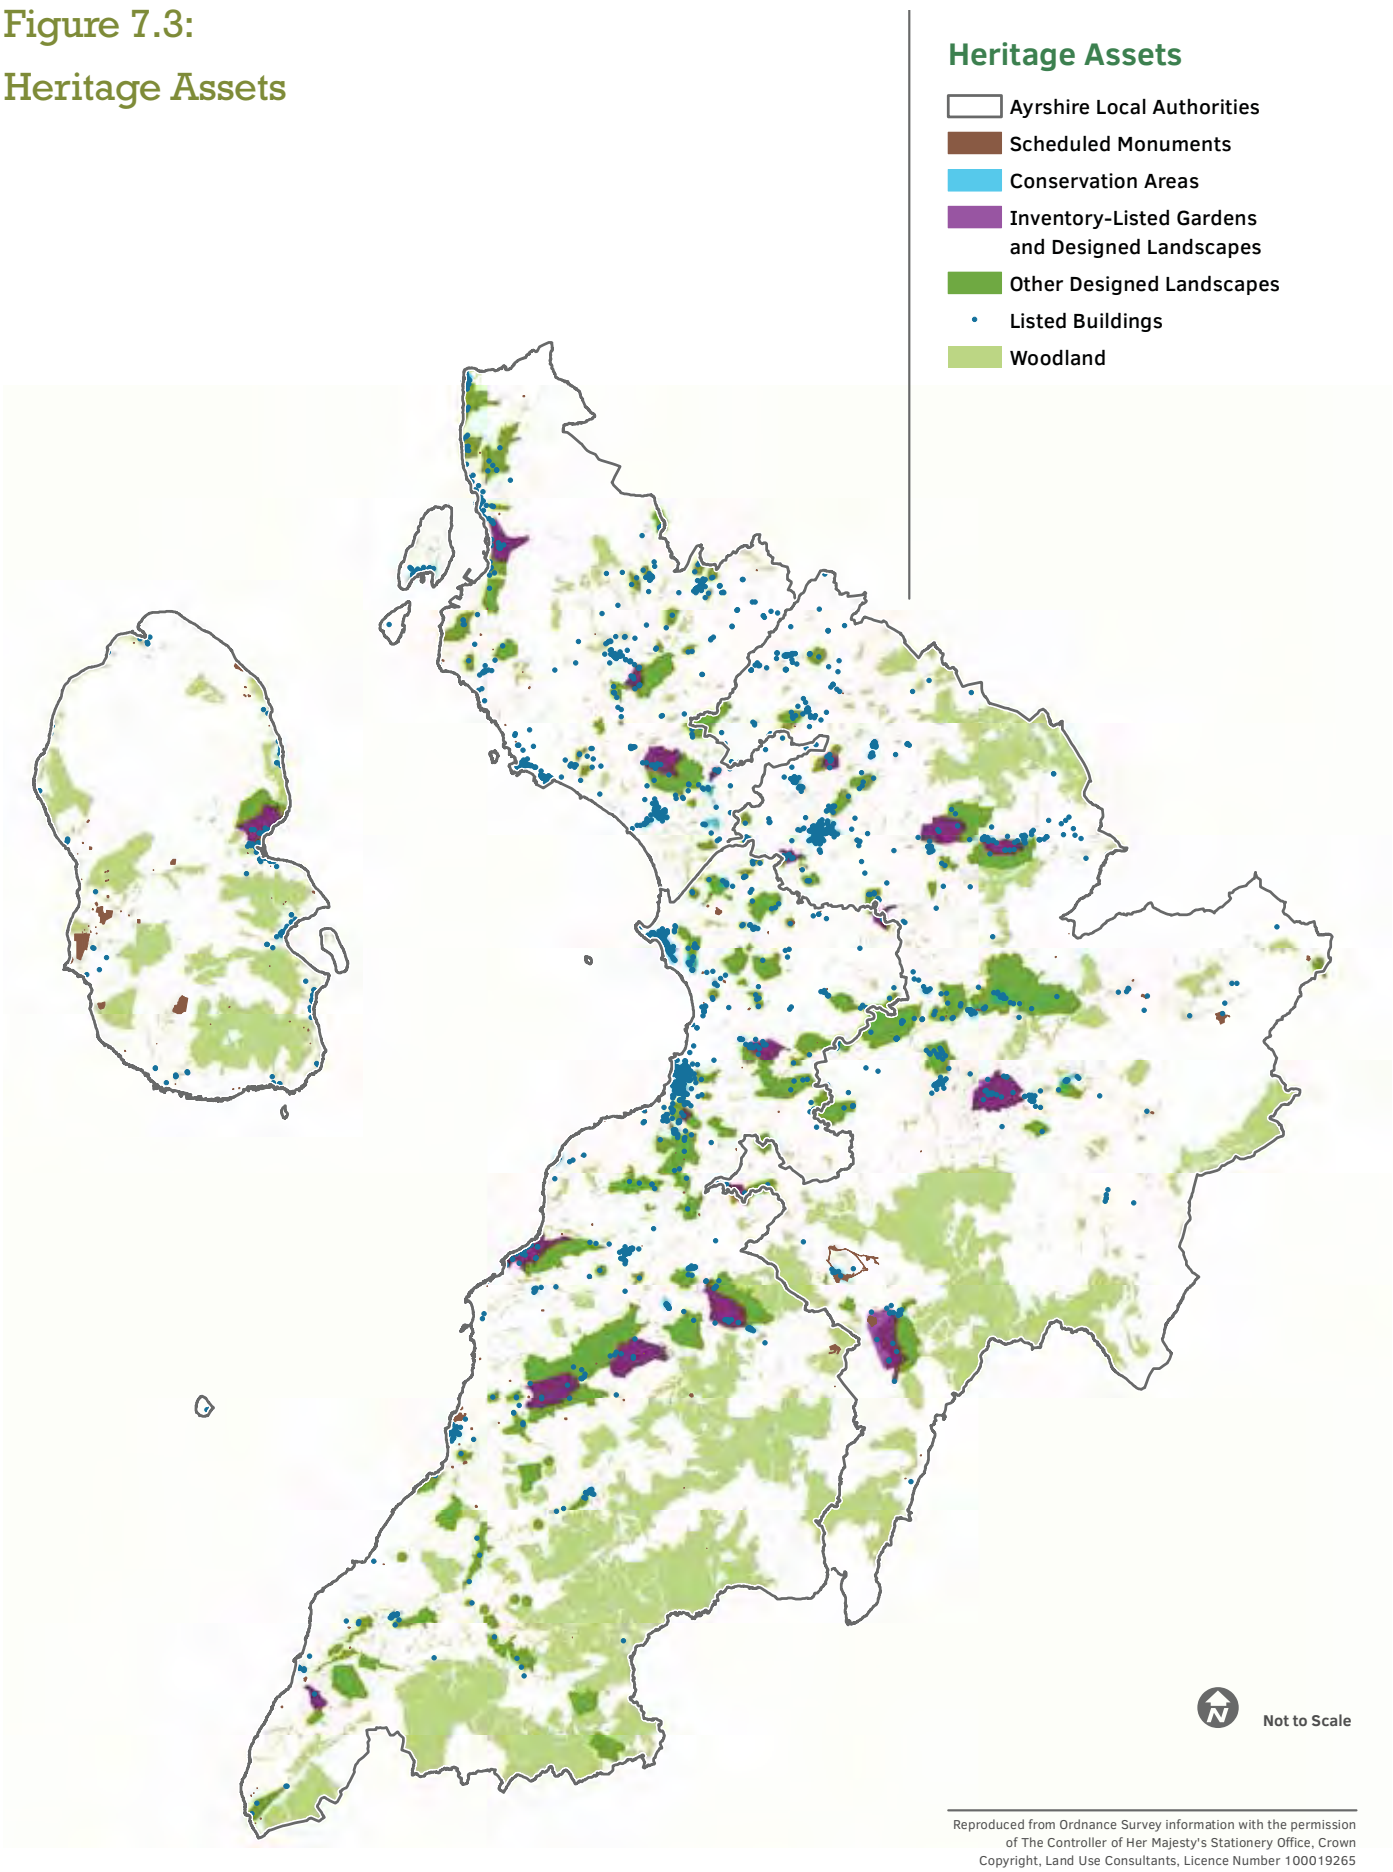 Figure 7.3:
Heritage Assets
Heritage Assets
Ayrshire Local Authorities
Scheduled Monuments
Conservation Areas
Inventory-Listed Gardens
and Designed Landscapes
Other Designed Landscapes
Listed Buildings
Woodland
N
Not to Scale
Reproduced from Ordnance Survey information with the permission
of The Controller of Her Majesty's Stationery Office, Crown
Copyright, Land Use Consultants, Licence Number 100019265